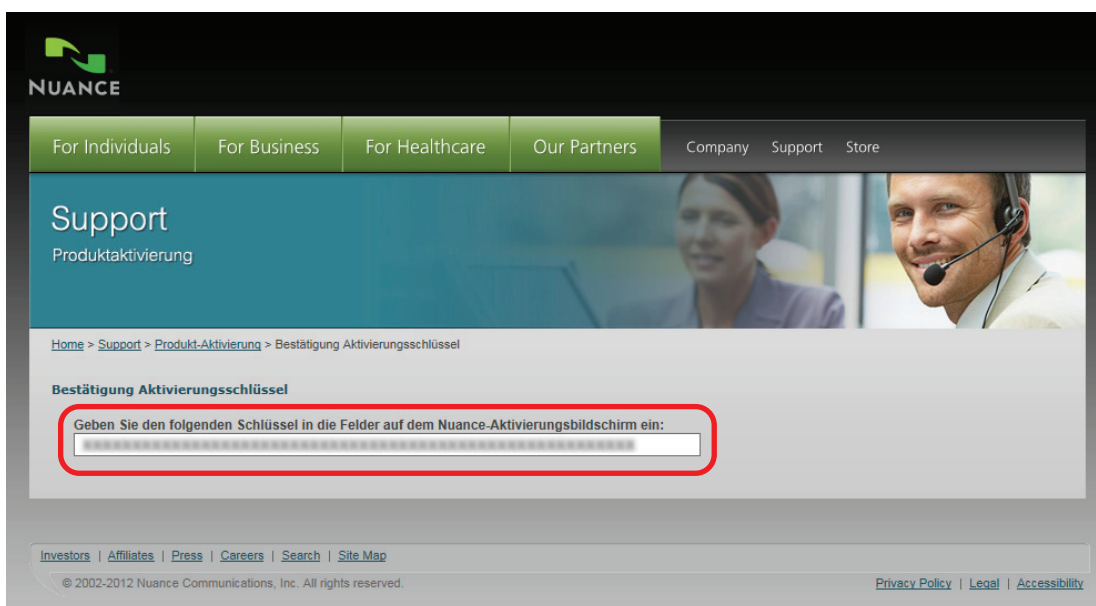 NUANCE
For Individuals For Business For Healthcare Our Partners Company Support Store
Support
Produktaktivierung
Home > Support > Produkt-Aktivierung > Bestätigung Aktivierungsschlüssel
Bestätigung Aktivierungsschlüssel
Geben Sie den folgenden Schlüssel in die Felder auf dem Nuance-Aktivierungsbildschirm ein:
Investors | Affiliates | Press | Careers | Search | Site Map
© 2002-2012 Nuance Communications, Inc. All rights reserved. Privacy Policy | Legal | Accessibility